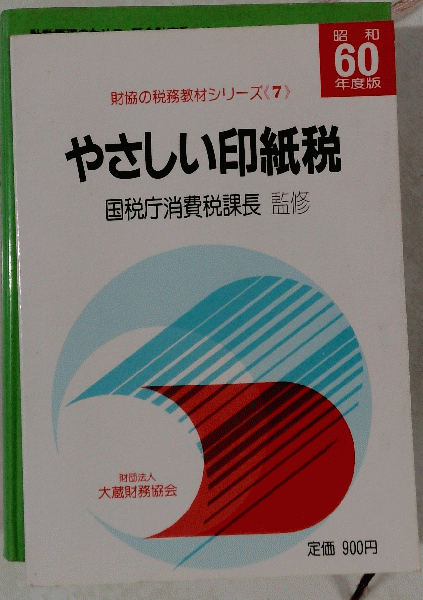 昭和
60
年度版
財協の税務教材シリーズ《7》
やさしい印紙税
国税庁消費税課長 監修
財団法人
大蔵財務協会
定価 900円